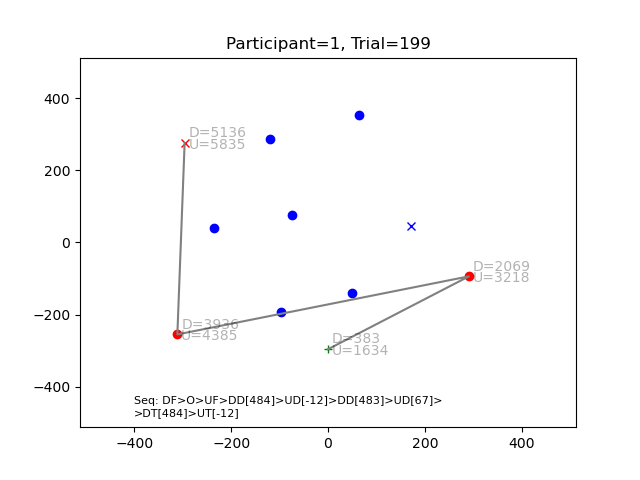 Participant=1, Trial=199
400
200
0
−200
−400
−400
−200
0
200
400
D=5136
U=5835
D=2069
U=3218
D=3936
U=4385
D=383
U=1634
Seq: DF>O>UF>DD[484]>UD[-12]>DD[483]>UD[67]>
>DT[484]>UT[-12]